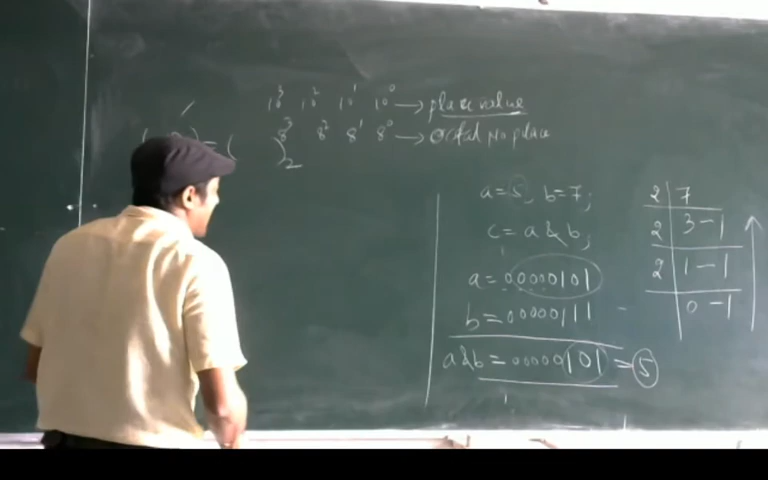 10³ 10² 10¹ 10⁰ → place value
8³ 8² 8¹ 8⁰ → octal No place
( ) = ( )₂
a=5, b=7;
c= a & b;
a=00000101
b=00000111
a&b=00000101 = 5
2 7
2 3-1
2 1-1
0-1